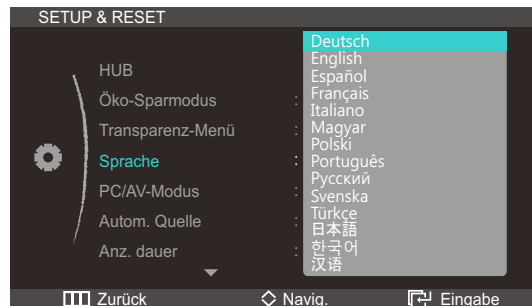 SETUP & RESET
HUB
Öko-Sparmodus :
Transparenz-Menü :
Sprache :
PC/AV-Modus :
Autom. Quelle :
Anz. dauer :
Deutsch
English
Español
Français
Italiano
Magyar
Polski
Português
Русский
Svenska
Türkçe
日本語
한국어
汉语
Zurück Navig. Eingabe